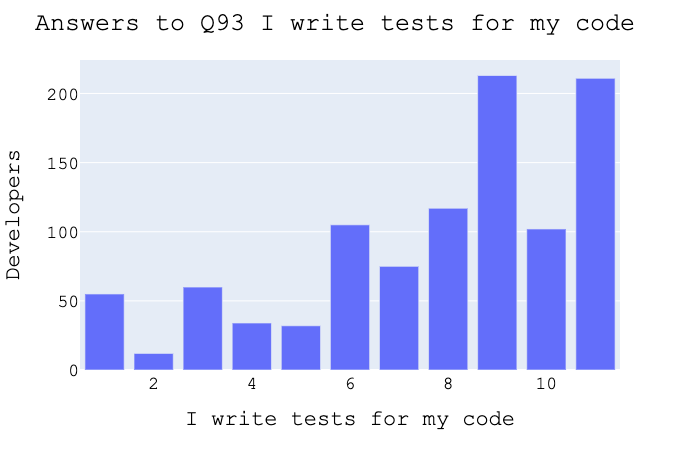 Answers to Q93 I write tests for my code
200
150
100
50
0
Developers
2 4 6 8 10
I write tests for my code